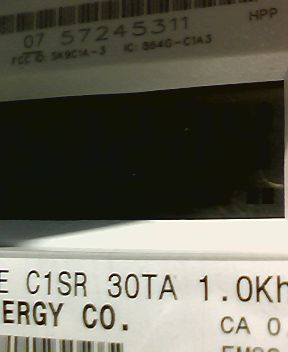 07 57245311
HPP
FCC ID: SK9C1A-3 IC: 864G-C1A3
E C1SR 30TA 1.0Kh
ERGY CO.
CA 0.